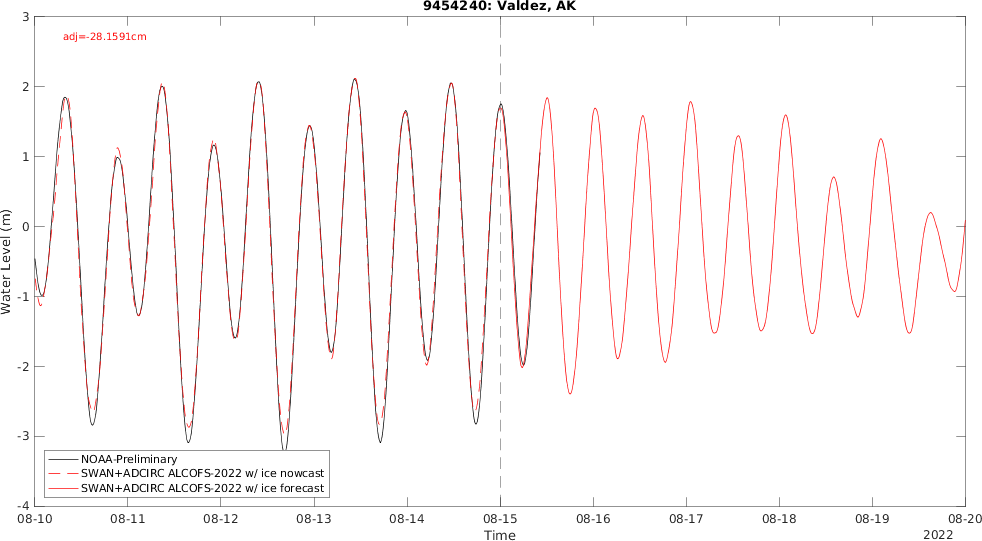 9454240: Valdez, AK
adj=-28.1591cm
3
2
1
0
-1
-2
-3
-4
Water Level (m)
NOAA-Preliminary
SWAN+ADCIRC ALCOFS-2022 w/ ice nowcast
SWAN+ADCIRC ALCOFS-2022 w/ ice forecast
08-10 08-11 08-12 08-13 08-14 08-15 08-16 08-17 08-18 08-19 08-20
Time
2022